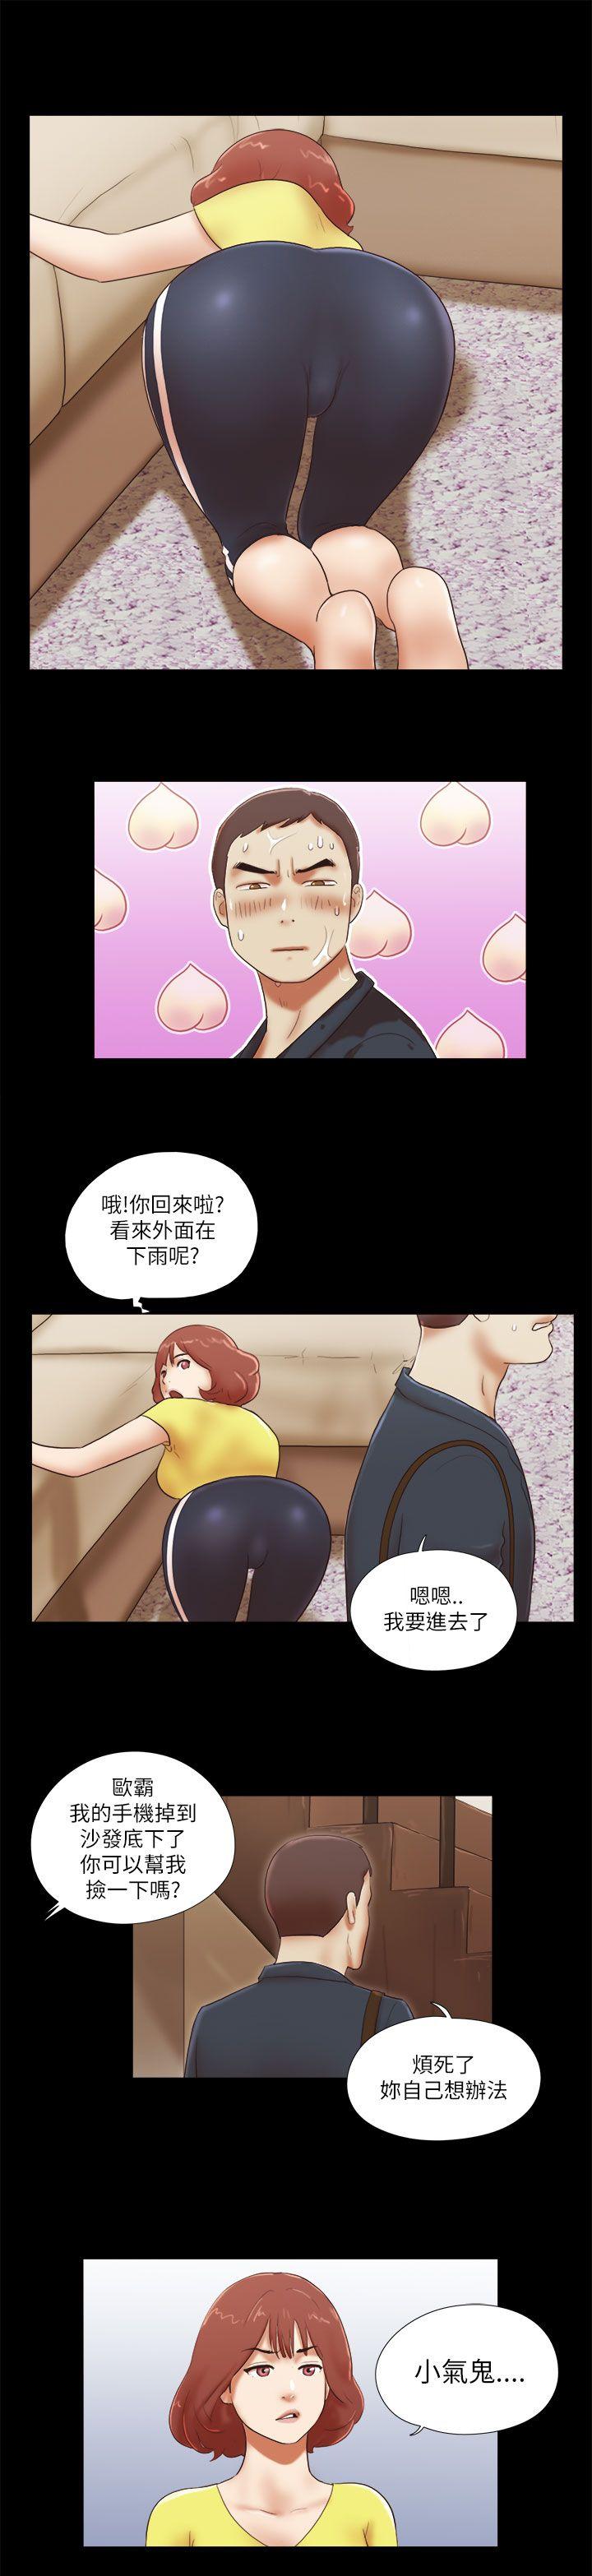 哦!你回來啦?
看來外面在
下雨呢?
嗯嗯..
我要進去了
歐霸
我的手機掉到
沙發底下了
你可以幫我
撿一下嗎?
煩死了
妳自己想辦法
小氣鬼....